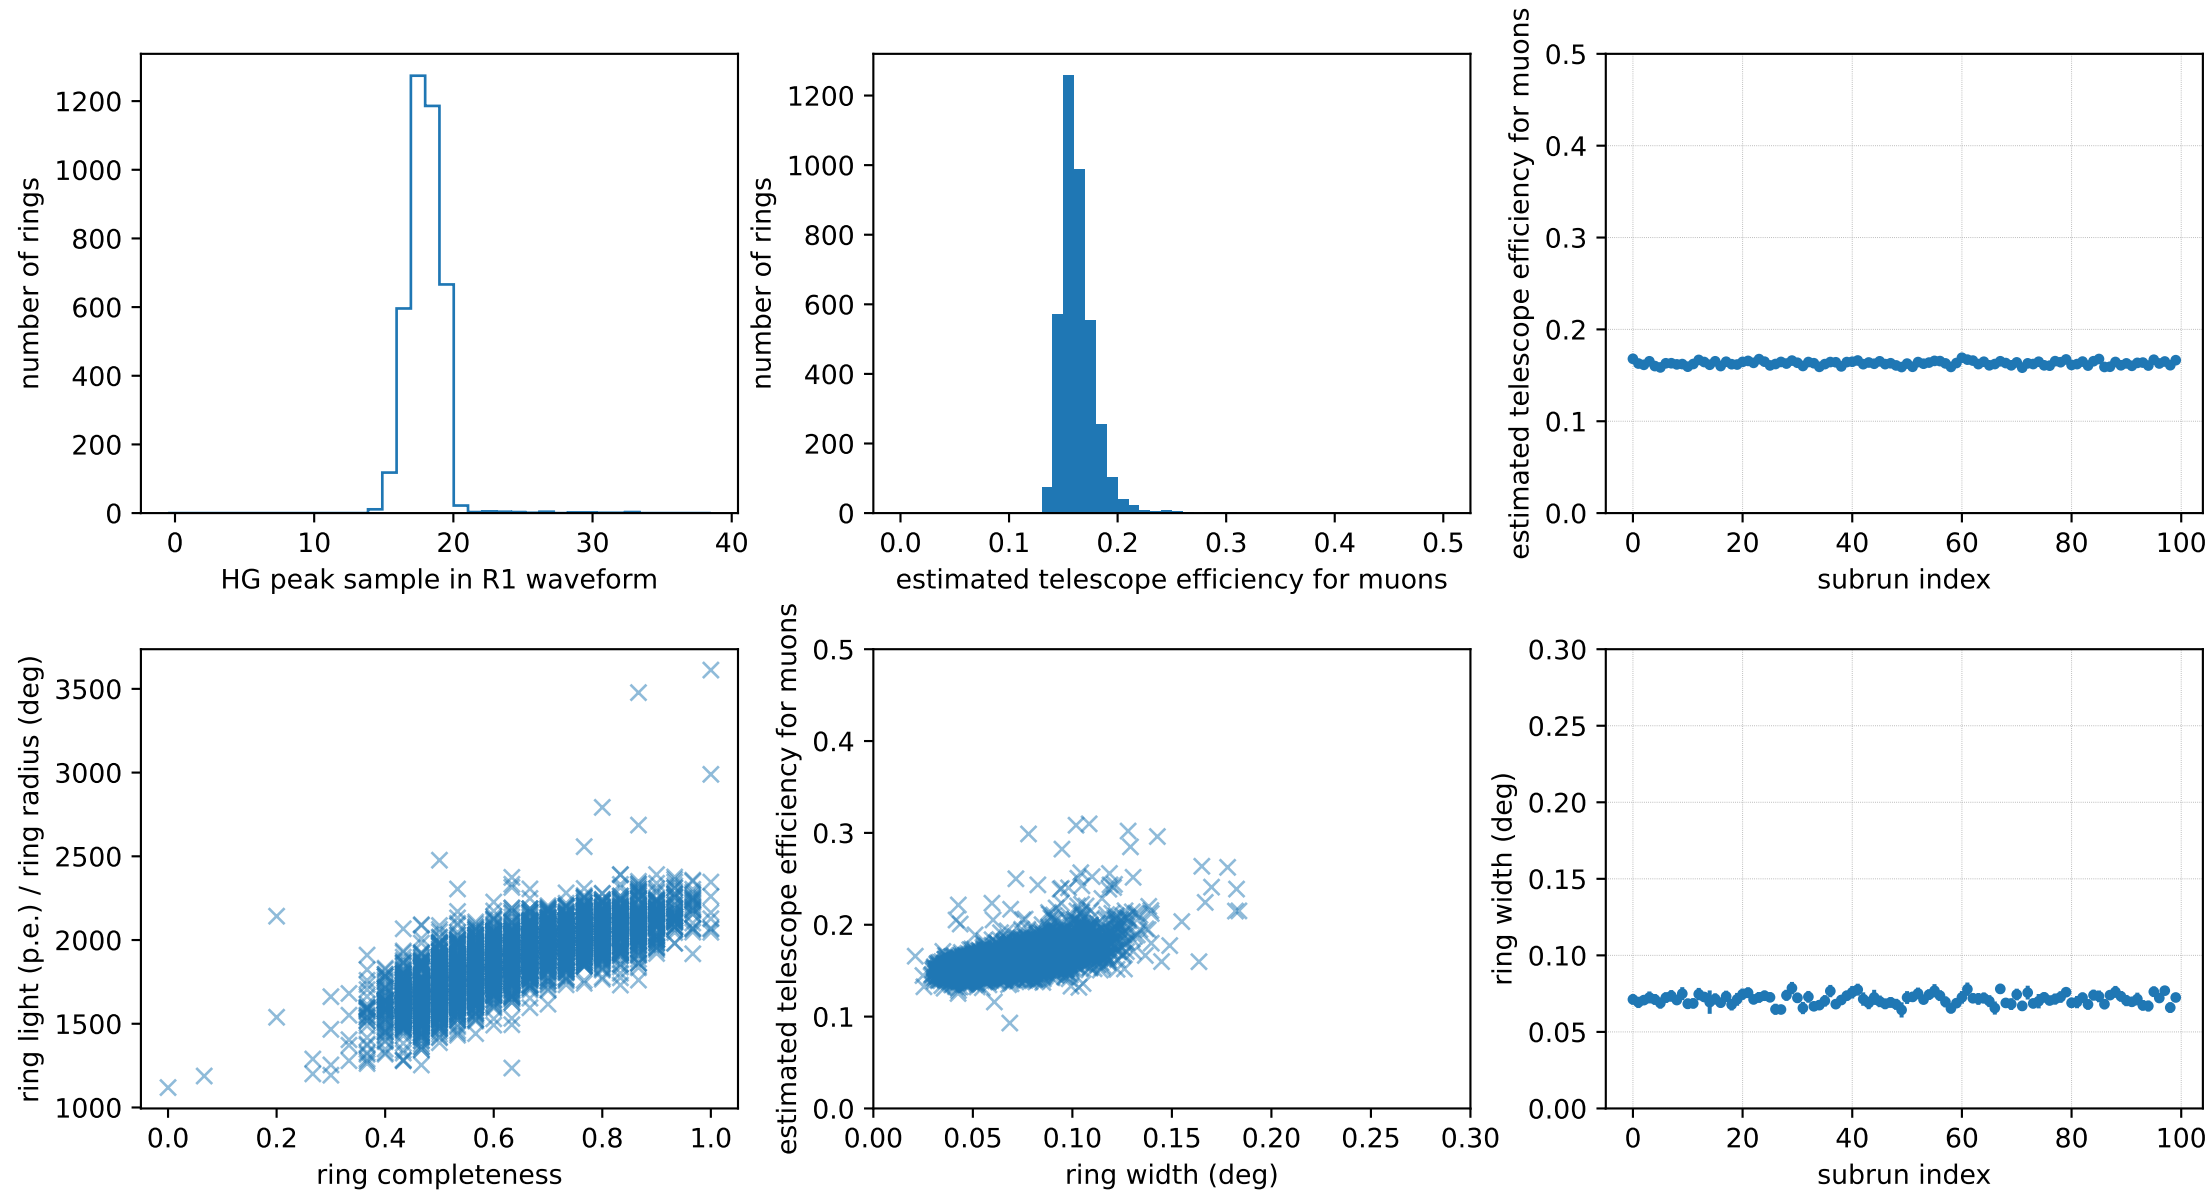 number of rings
1200
1000
800
600
400
200
0
0 10 20 30 40
HG peak sample in R1 waveform
number of rings
1200
1000
800
600
400
200
0
0.0 0.1 0.2 0.3 0.4 0.5
estimated telescope efficiency for muons
estimated telescope efficiency for muons
0.5
0.4
0.3
0.2
0.1
0.0
0 20 40 60 80 100
subrun index
ring light (p.e.) / ring radius (deg)
3500
3000
2500
2000
1500
1000
0.0 0.2 0.4 0.6 0.8 1.0
ring completeness
estimated telescope efficiency for muons
0.5
0.4
0.3
0.2
0.1
0.0
0.00 0.05 0.10 0.15 0.20 0.25 0.30
ring width (deg)
ring width (deg)
0.30
0.25
0.20
0.15
0.10
0.05
0.00
0 20 40 60 80 100
subrun index